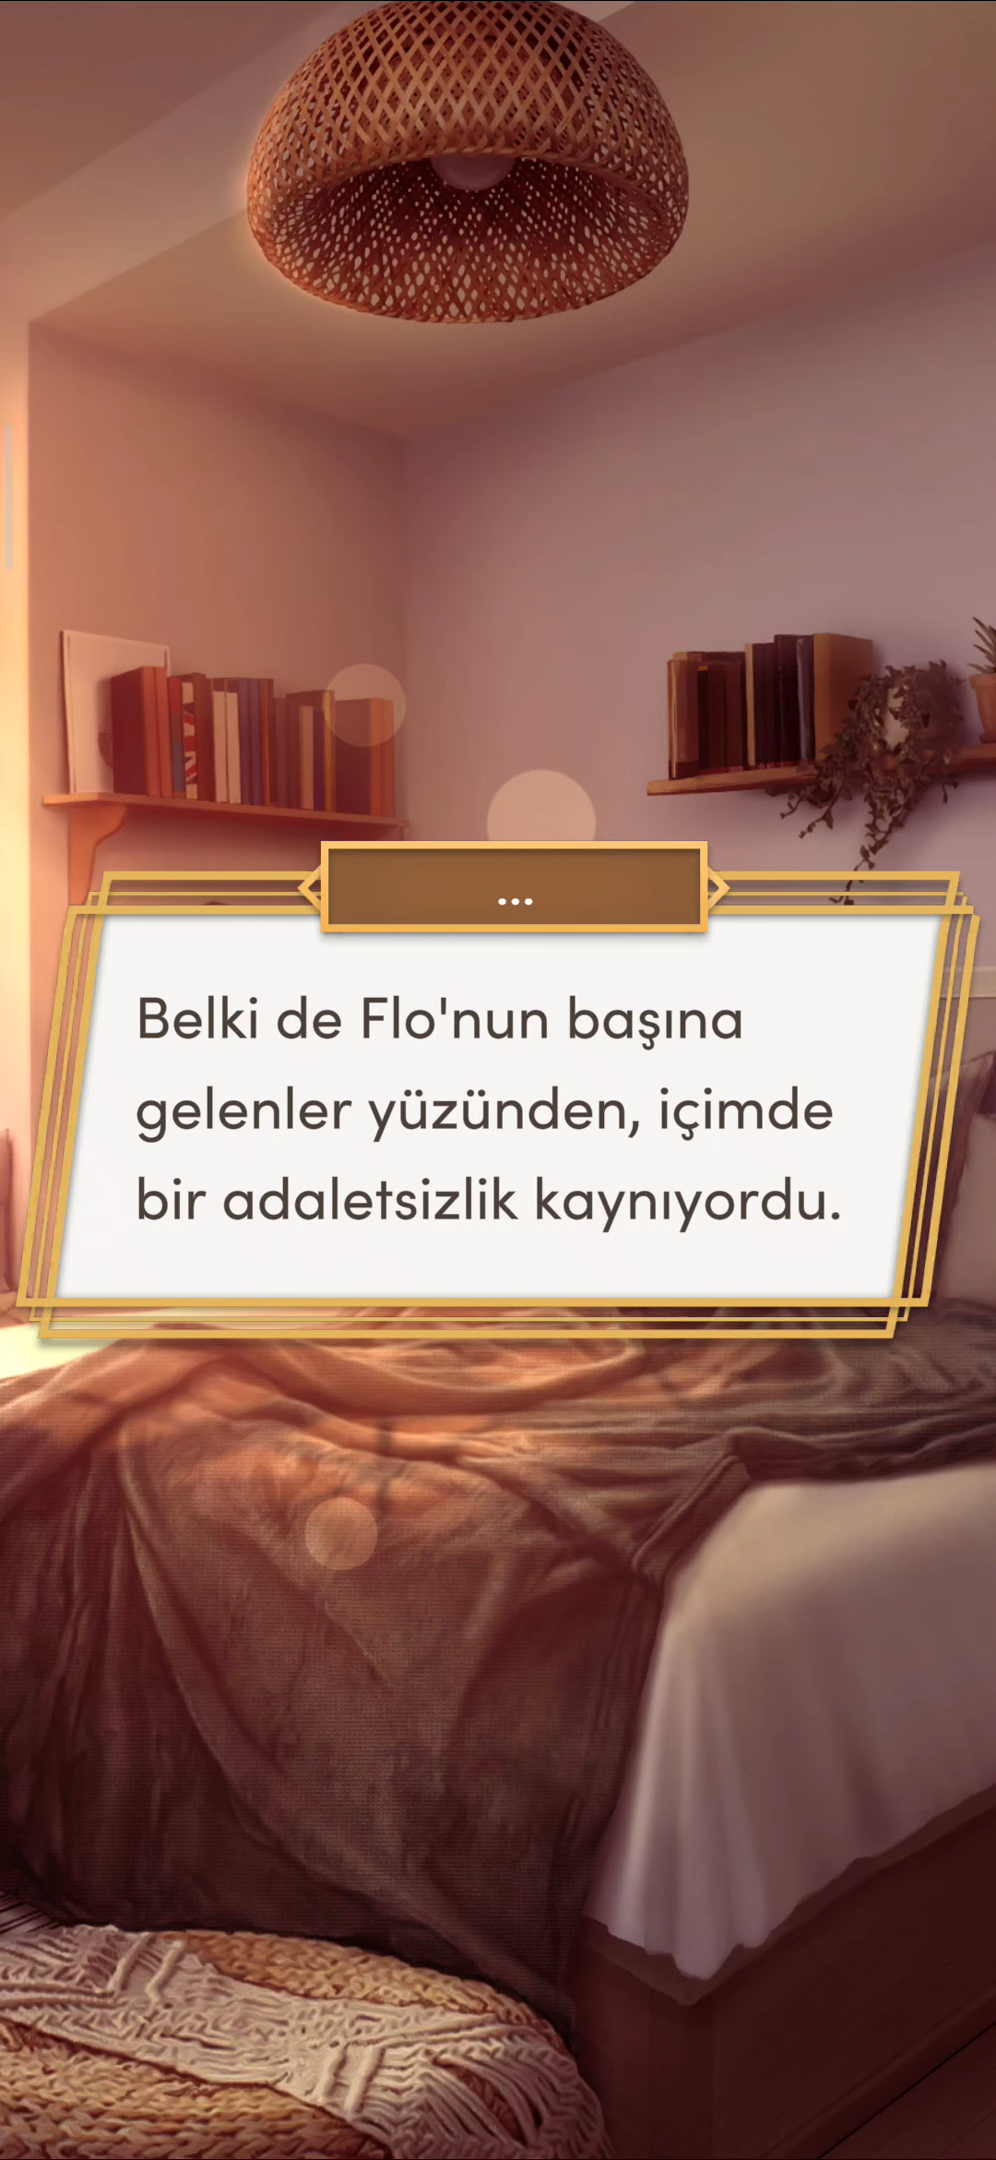 ...
Belki de Flo'nun başına
gelenler yüzünden, içimde
bir adaletsizlik kaynıyordu.